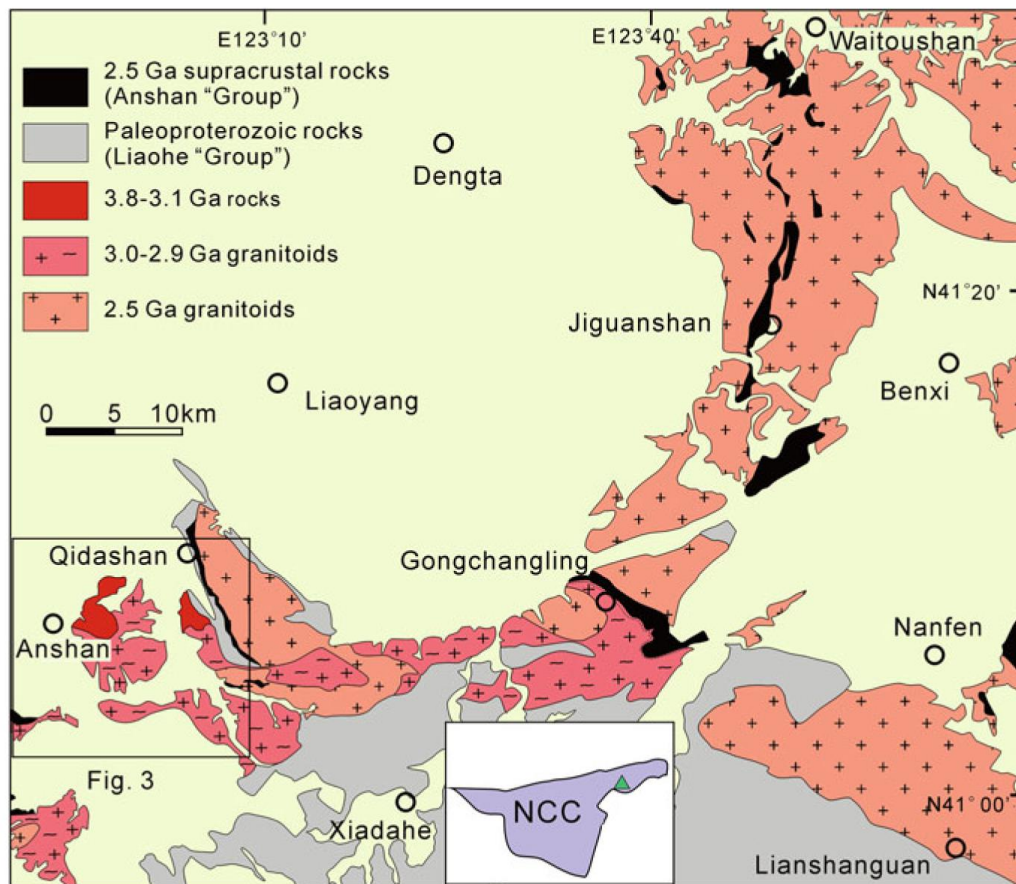 E123°10'
E123°40'
Waitoushan
2.5 Ga supracrustal rocks
(Anshan “Group”)
Paleoproterozoic rocks
(Liaohe “Group”)
3.8-3.1 Ga rocks
3.0-2.9 Ga granitoids
2.5 Ga granitoids
Dengta
N41°20'
Jiguanshan
Benxi
Liaoyang
0 5 10km
Qidashan
Gongchangling
Anshan
Nanfen
Fig. 3
Xiadahe
NCC
N41°00'
Lianshanguan